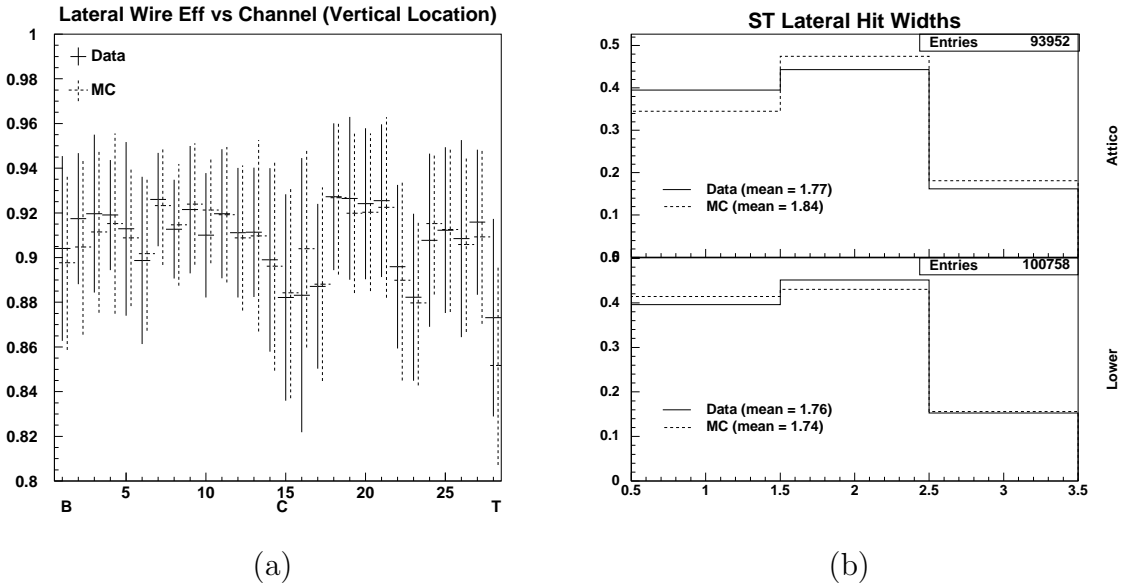 Lateral Wire Eff vs Channel (Vertical Location)
1
0.98
0.96
0.94
0.92
0.9
0.88
0.86
0.84
0.82
0.8
Data
MC
5
10
15
20
25
B
C
T
(a)
ST Lateral Hit Widths
Entries 93952
0.5
0.4
0.3
0.2
0.1
0
Data (mean = 1.77)
MC (mean = 1.84)
Attico
Entries 100758
0.4
0.2
0.1
0
Data (mean = 1.76)
MC (mean = 1.74)
Lower
0.5
1
1.5
2
2.5
3
3.5
(b)